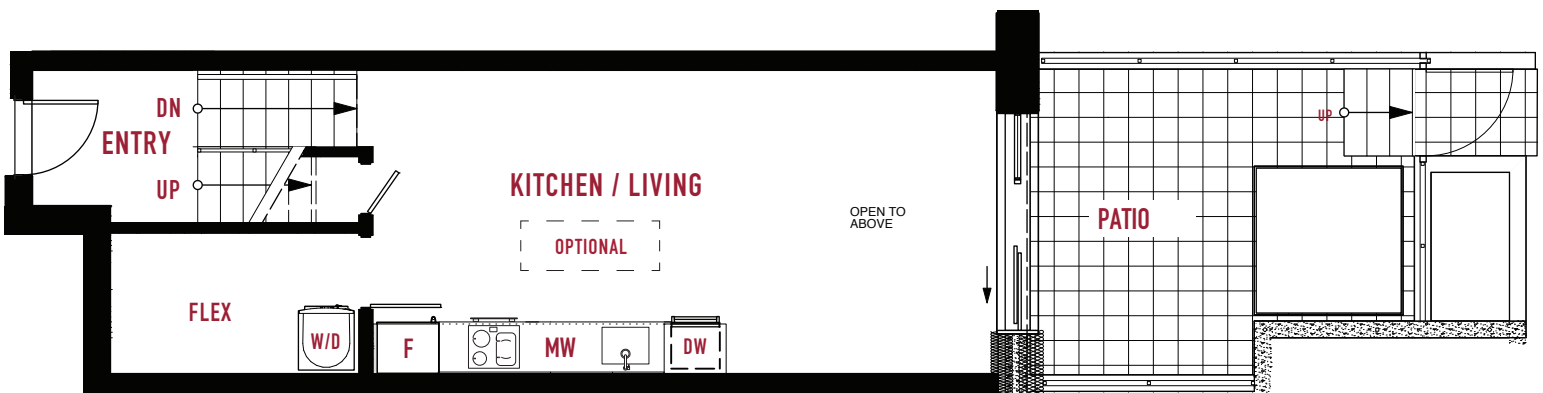 DN
ENTRY
UP
KITCHEN / LIVING
OPTIONAL
OPEN TO
ABOVE
UP
PATIO
FLEX
W/D
F
MW
DW